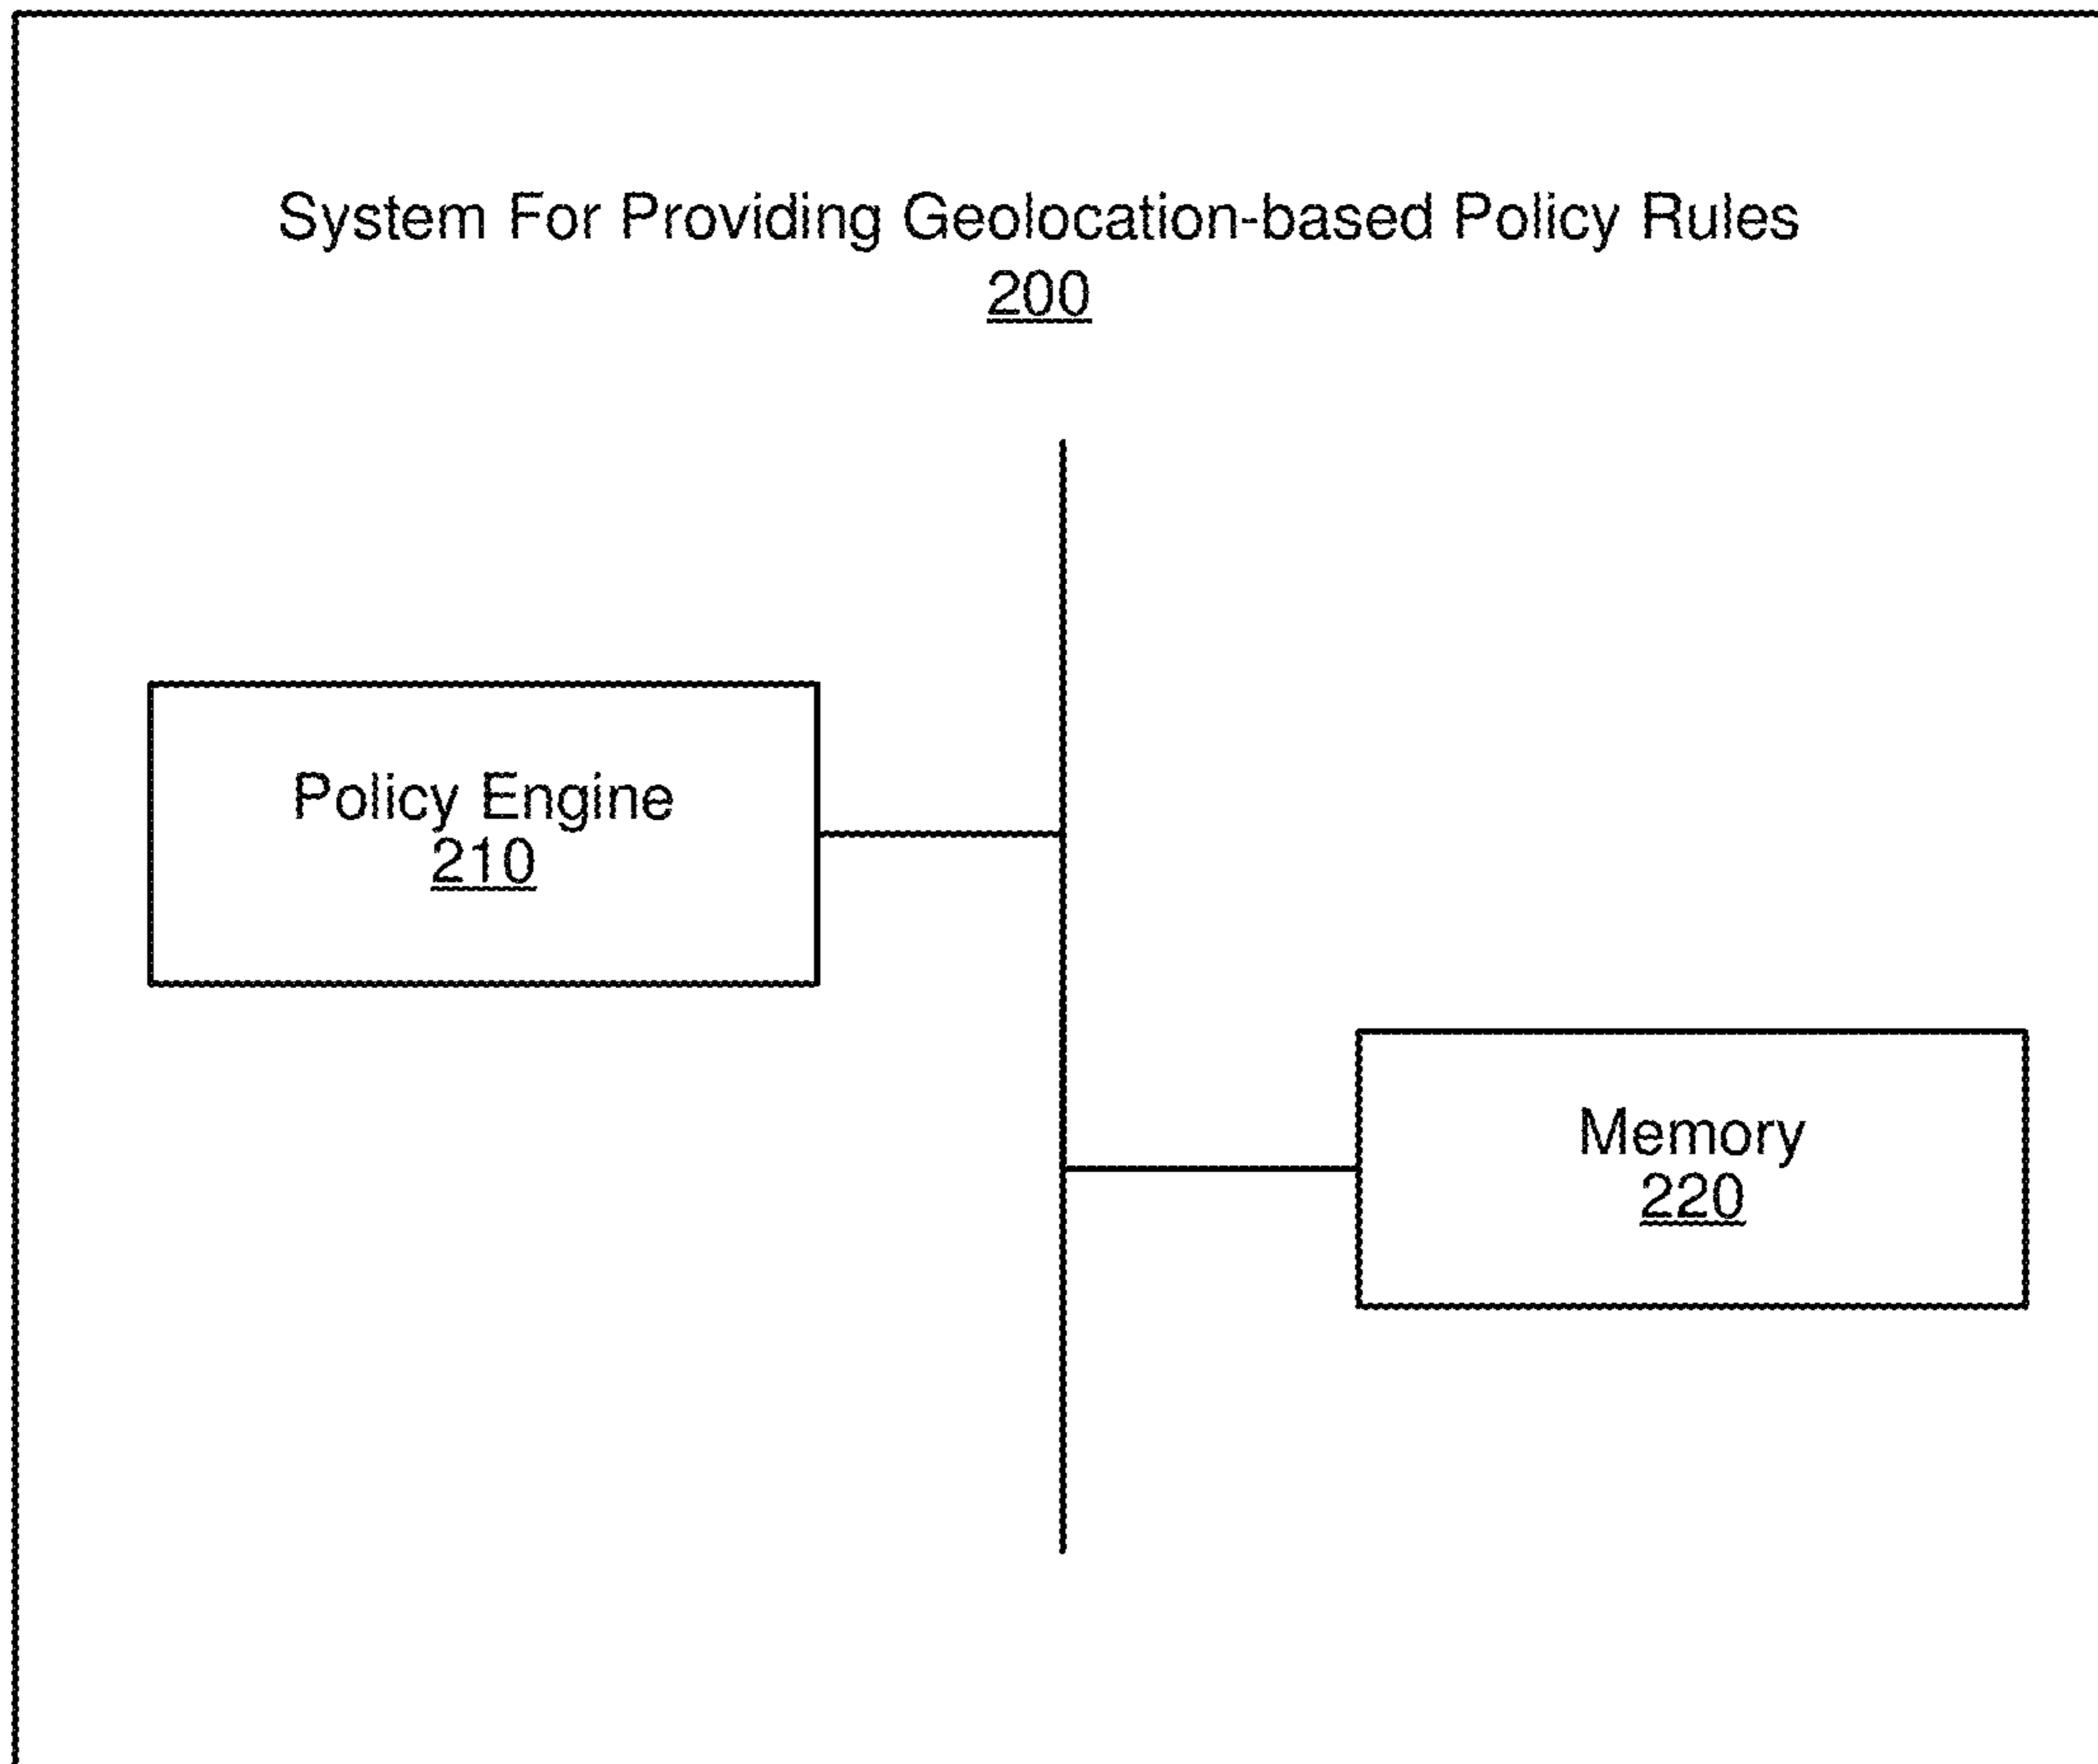 System For Providing Geolocation-based Policy Rules
200
Policy Engine
210
Memory
220